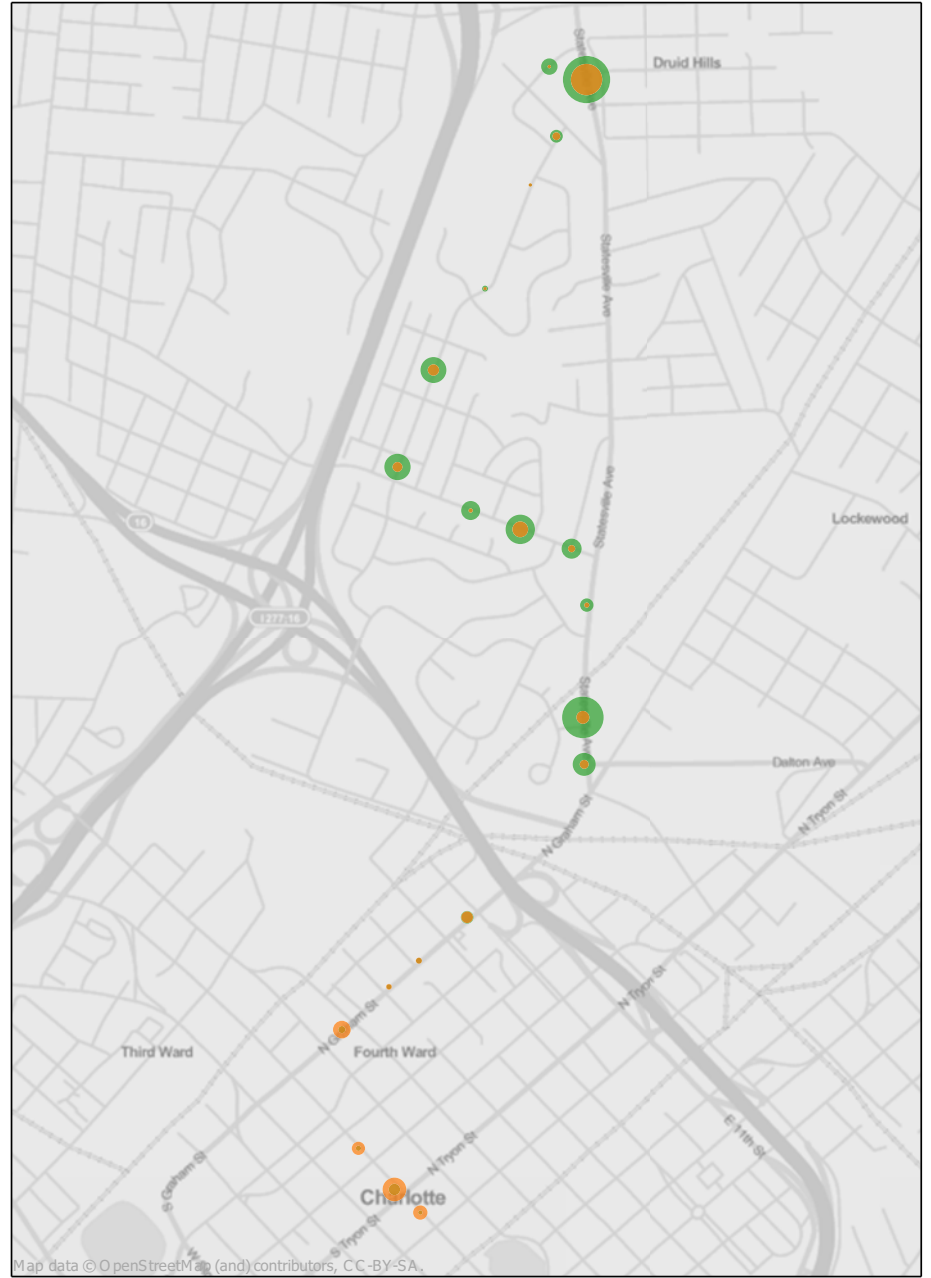 Druid Hills
Statesville Ave
Statesville Ave
Lockewood
16
I 277;16
Dalton Ave
N Tryon St
N Graham St
N Tryon St
Third Ward
Fourth Ward
E 11th St
N Tryon St
S Graham St
Charlotte
S Tryon St
Map data © OpenStreetMap (and) contributors, CC-BY-SA.